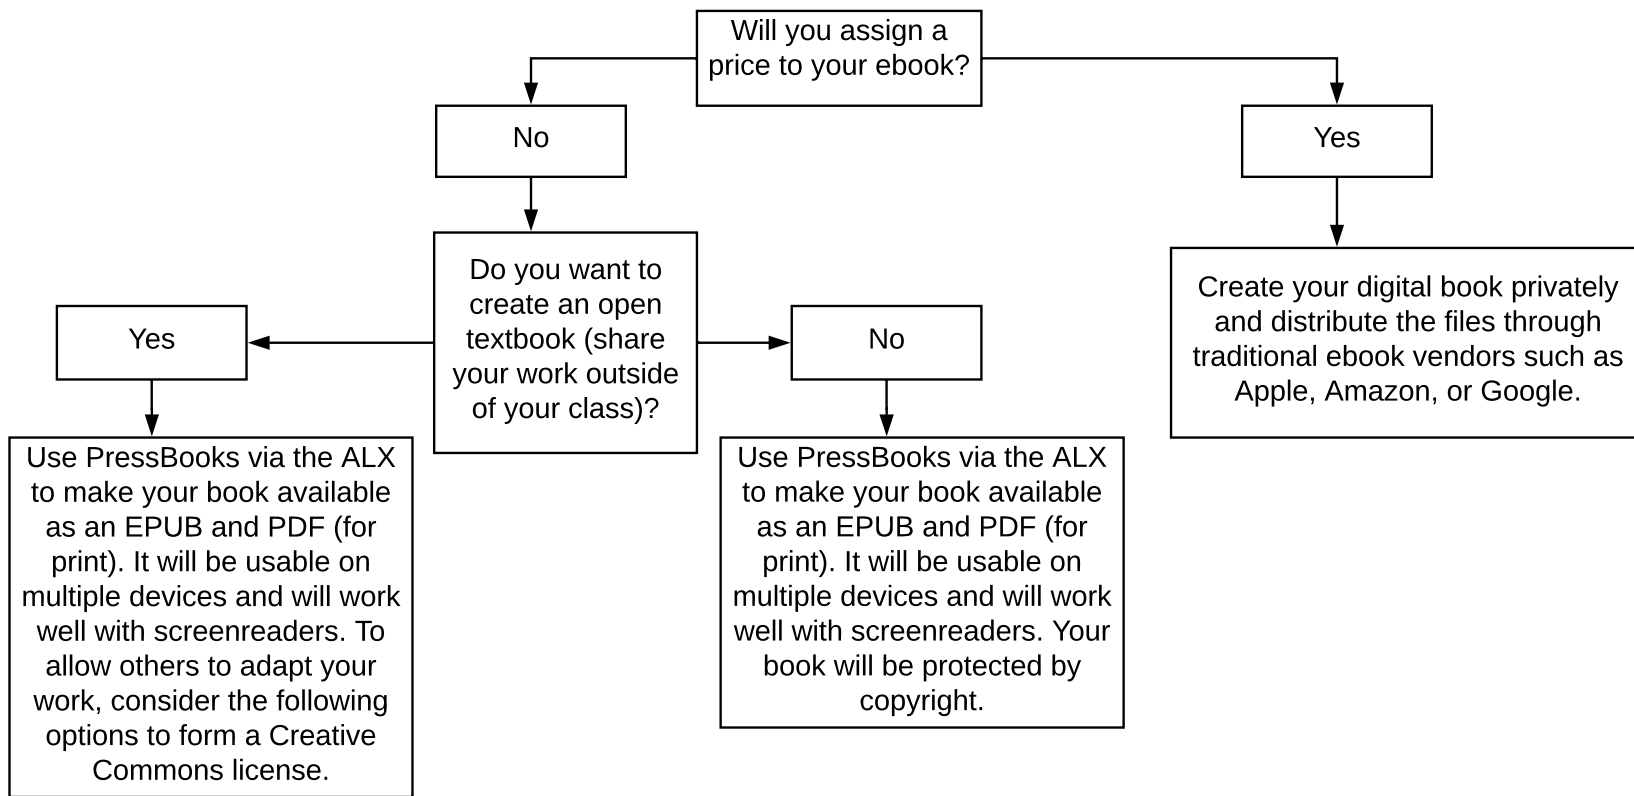 Will you assign a
price to your ebook?
No
Yes
Do you want to
create an open
textbook (share
your work outside
of your class)?
Create your digital book privately
and distribute the files through
traditional ebook vendors such as
Apple, Amazon, or Google.
Yes
No
Use PressBooks via the ALX
to make your book available
as an EPUB and PDF (for
print). It will be usable on
multiple devices and will work
well with screenreaders. To
allow others to adapt your
work, consider the following
options to form a Creative
Commons license.
Use PressBooks via the ALX
to make your book available
as an EPUB and PDF (for
print). It will be usable on
multiple devices and will work
well with screenreaders. Your
book will be protected by
copyright.